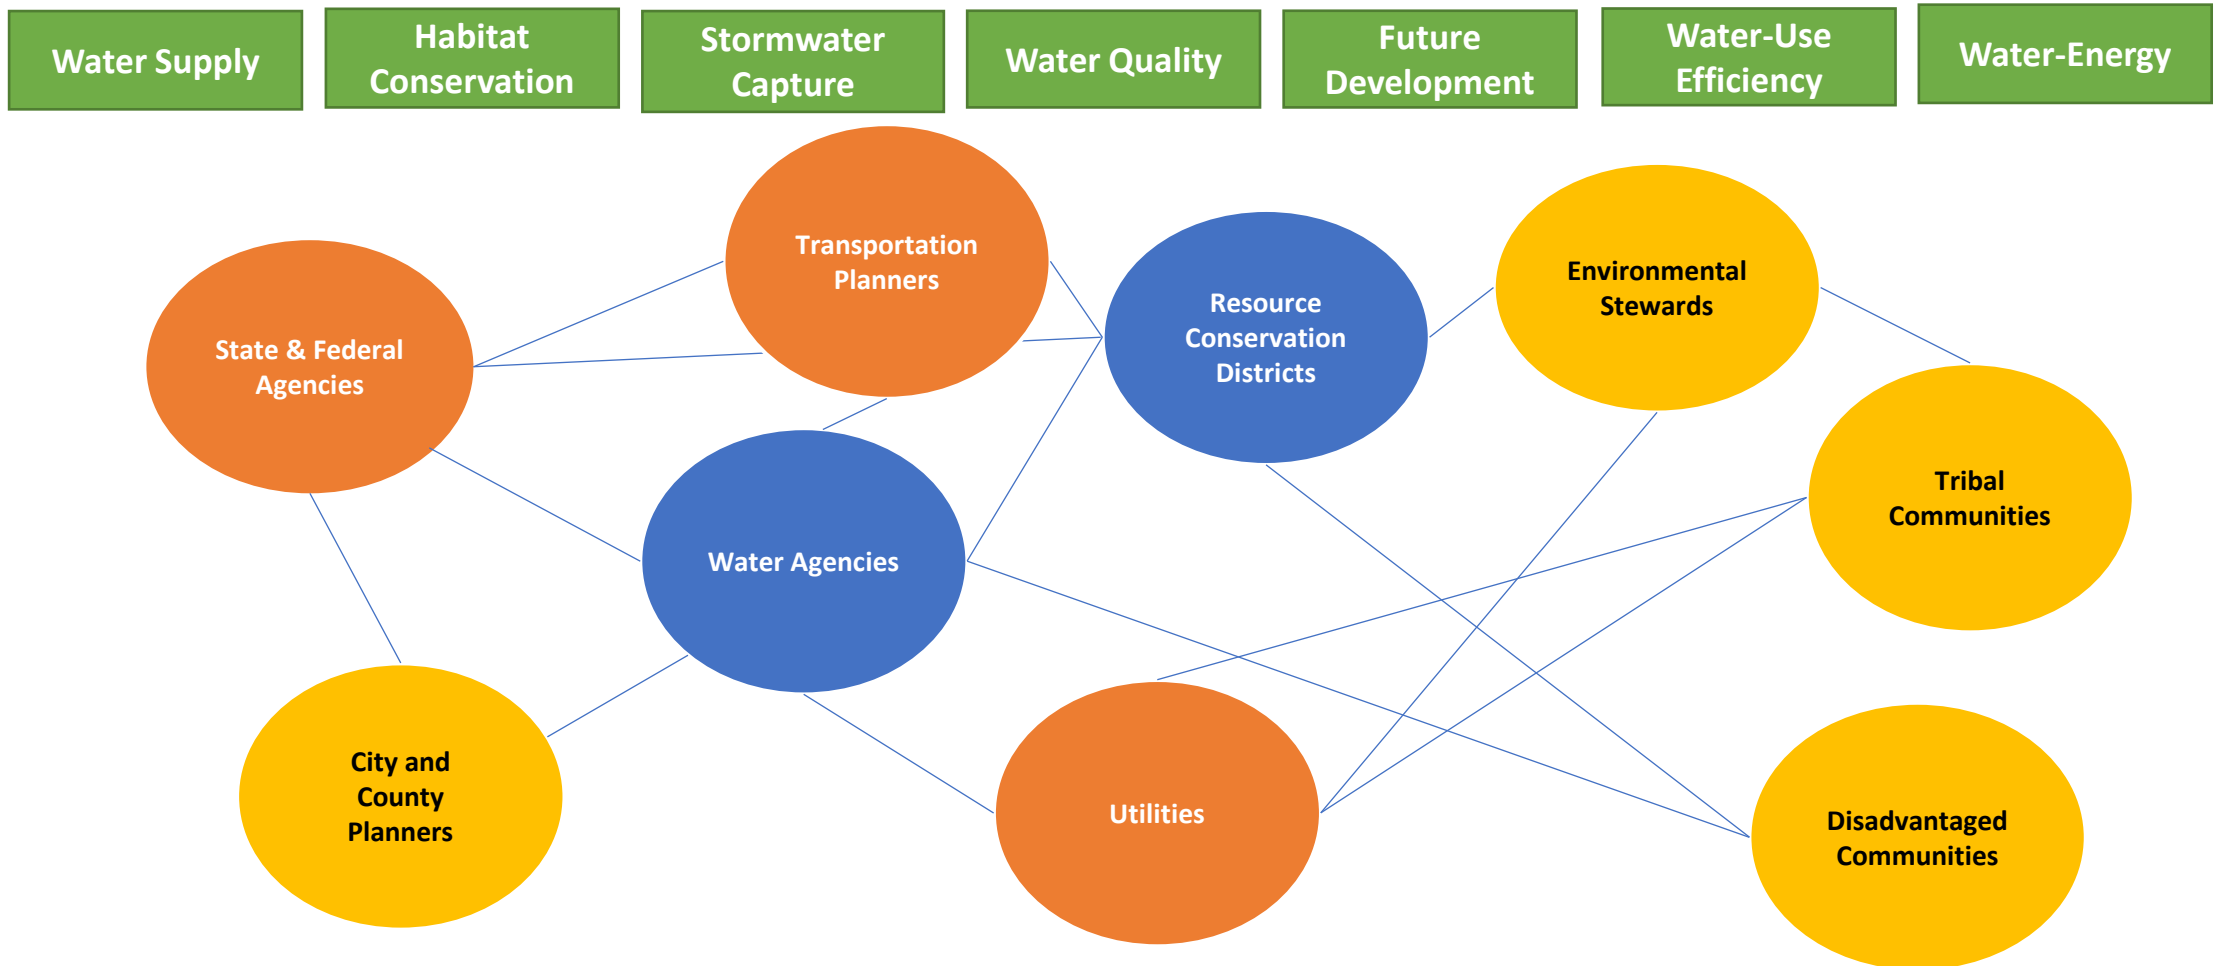 Water Supply
Habitat
Conservation
Stormwater
Capture
Water Quality
Future
Development
Water-Use
Efficiency
Water-Energy
Transportation
Planners
State & Federal
Agencies
Resource
Conservation
Districts
Environmental
Stewards
Tribal
Communities
Water Agencies
City and
County
Planners
Utilities
Disadvantaged
Communities